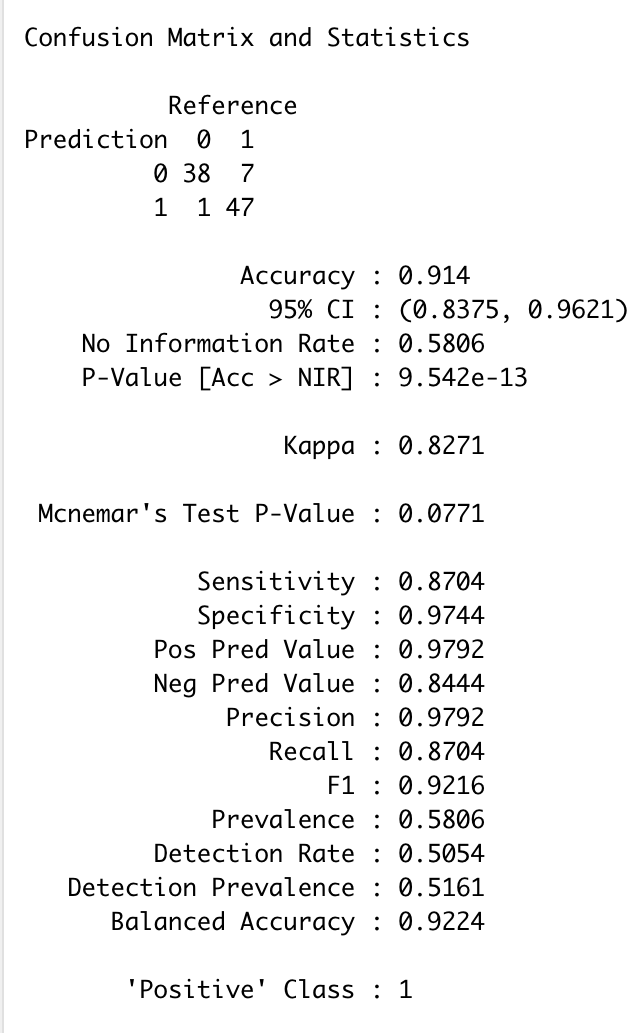 Confusion Matrix and Statistics
Reference
Prediction 0 1
0 38 7
1 1 47
Accuracy : 0.914
95% CI : (0.8375, 0.9621)
No Information Rate : 0.5806
P-Value [Acc > NIR] : 9.542e-13
Kappa : 0.8271
Mcnemar's Test P-Value : 0.0771
Sensitivity : 0.8704
Specificity : 0.9744
Pos Pred Value : 0.9792
Neg Pred Value : 0.8444
Precision : 0.9792
Recall : 0.8704
F1 : 0.9216
Prevalence : 0.5806
Detection Rate : 0.5054
Detection Prevalence : 0.5161
Balanced Accuracy : 0.9224
'Positive' Class : 1